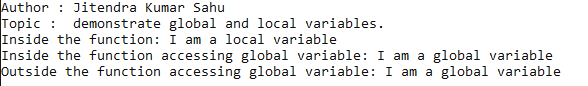 Author : Jitendra Kumar Sahu
Topic :  demonstrate global and local variables.
Inside the function: I am a local variable
Inside the function accessing global variable: I am a global variable
Outside the function accessing global variable: I am a global variable